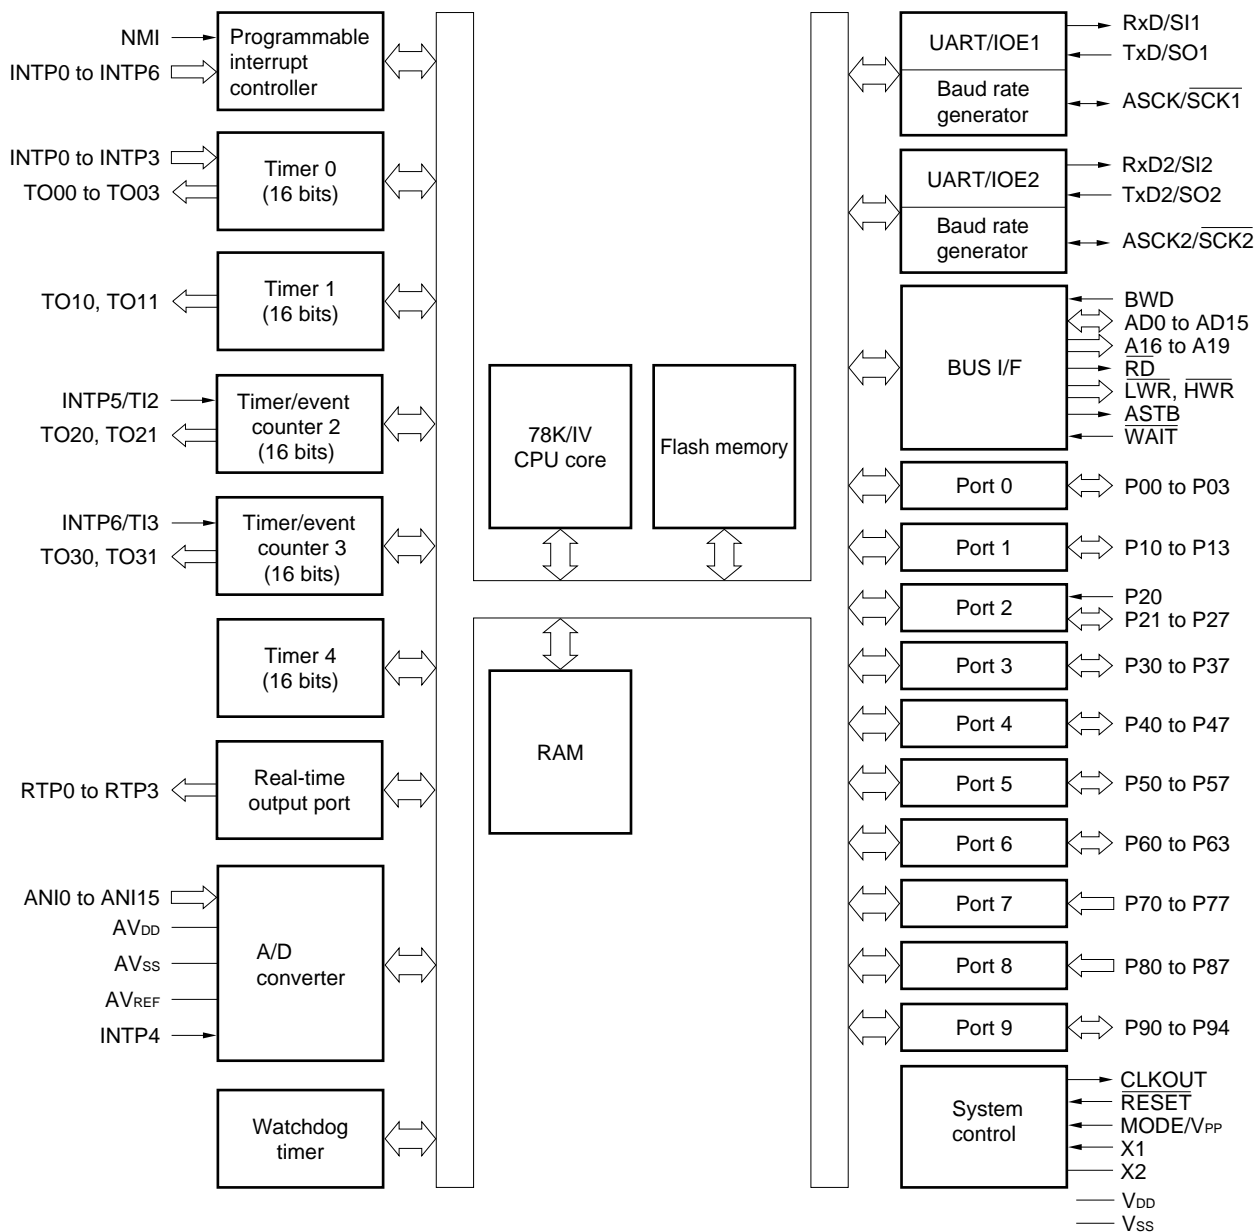 NMI
INTP0 to INTP6
Programmable
interrupt
controller
INTP0 to INTP3
TO00 to TO03
Timer 0
(16 bits)
TO10, TO11
Timer 1
(16 bits)
INTP5/TI2
TO20, TO21
Timer/event
counter 2
(16 bits)
INTP6/TI3
TO30, TO31
Timer/event
counter 3
(16 bits)
Timer 4
(16 bits)
RTP0 to RTP3
Real-time
output port
ANI0 to ANI15
AVDD
AVSS
AVREF
INTP4
A/D
converter
Watchdog
timer
78K/IV
CPU core
Flash memory
RAM
UART/IOE1
Baud rate
generator
RxD/SI1
TxD/SO1
ASCK/SCK1
UART/IOE2
Baud rate
generator
RxD2/SI2
TxD2/SO2
ASCK2/SCK2
BUS I/F
BWD
AD0 to AD15
A16 to A19
RD
LWR, HWR
ASTB
WAIT
Port 0
P00 to P03
Port 1
P10 to P13
Port 2
P20
P21 to P27
Port 3
P30 to P37
Port 4
P40 to P47
Port 5
P50 to P57
Port 6
P60 to P63
Port 7
P70 to P77
Port 8
P80 to P87
Port 9
P90 to P94
System
control
CLKOUT
RESET
MODE/VPP
X1
X2
VDD
VSS